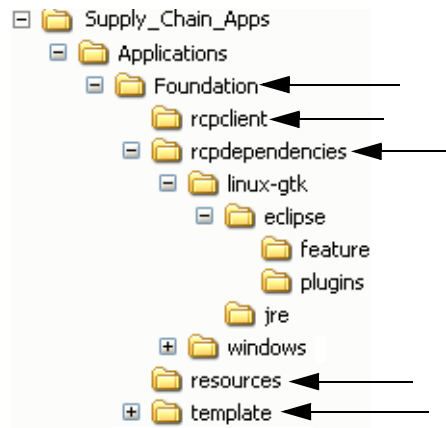 Supply_Chain_Apps
Applications
Foundation
rcpclient
rcpdependencies
linux-gtk
eclipse
feature
plugins
jre
windows
resources
template